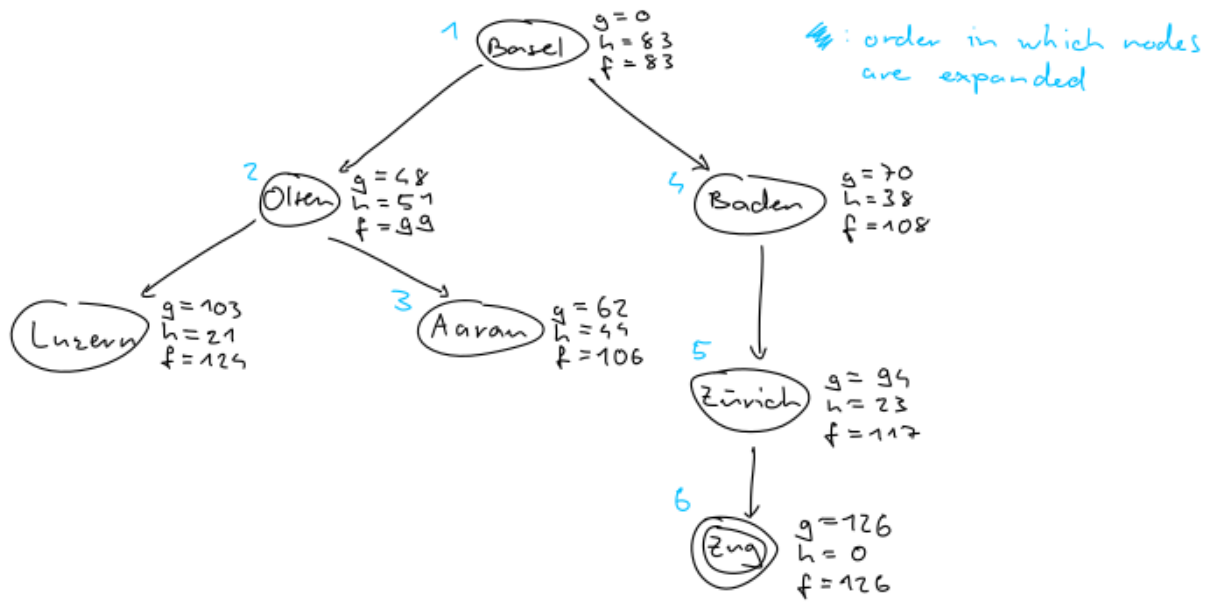 1
Basel
g=0
h=83
f=83
: order in which nodes
are expanded
2
Olten
g=48
h=51
f=99
4
Baden
g=70
h=38
f=108
Luzern
g=103
h=21
f=124
3
Aarau
g=62
h=44
f=106
5
Zürich
g=94
h=23
f=117
6
Zug
g=126
h=0
f=126